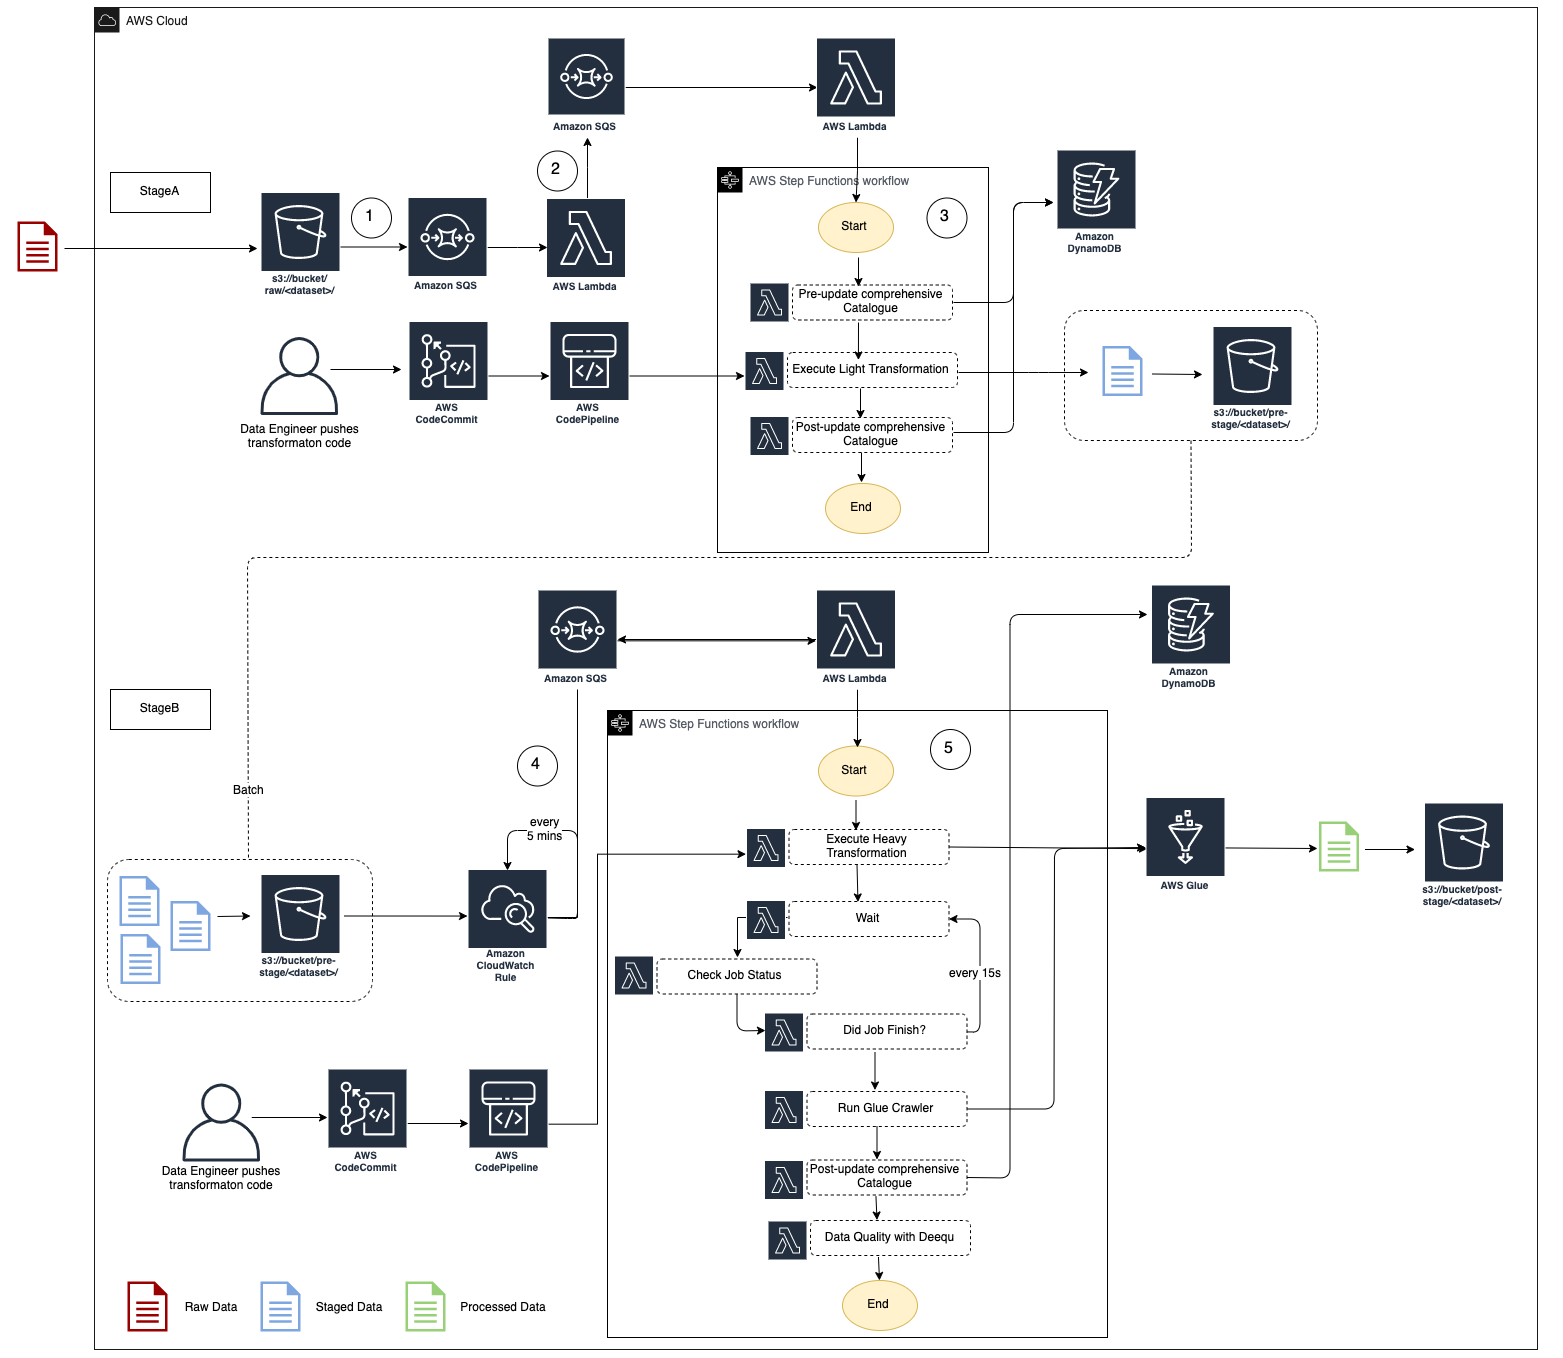 AWS Cloud
Amazon SQS
AWS Lambda
StageA
1
2
3
s3://bucket/
raw/<dataset>/
Amazon SQS
AWS Lambda
AWS Step Functions workflow
Start
Pre-update comprehensive
Catalogue
Execute Light Transformation
Post-update comprehensive
Catalogue
End
Amazon
DynamoDB
Data Engineer pushes
transformaton code
AWS
CodeCommit
AWS
CodePipeline
s3://bucket/pre-
stage/<dataset>/
Amazon SQS
AWS Lambda
Amazon
DynamoDB
StageB
4
5
Batch
every
5 mins
s3://bucket/pre-
stage/<dataset>/
Amazon
CloudWatch
Rule
AWS Step Functions workflow
Start
Execute Heavy
Transformation
Wait
Check Job Status
every 15s
Did Job Finish?
Run Glue Crawler
Post-update comprehensive
Catalogue
Data Quality with Deequ
End
AWS Glue
s3://bucket/post-
stage/<dataset>/
Data Engineer pushes
transformaton code
AWS
CodeCommit
AWS
CodePipeline
Raw Data
Staged Data
Processed Data